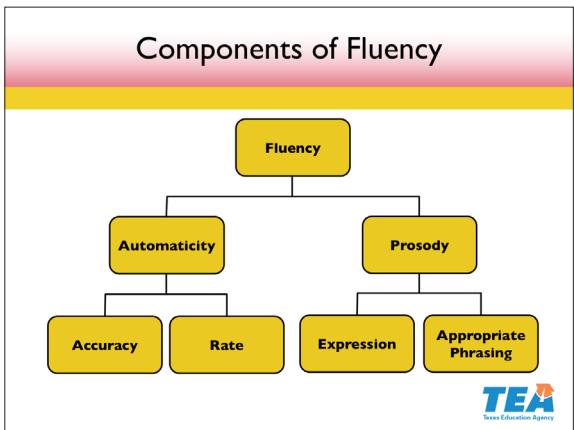 Components of Fluency
Fluency
Automaticity
Prosody
Accuracy
Rate
Expression
Appropriate
Phrasing
TEA
Texas Education Agency